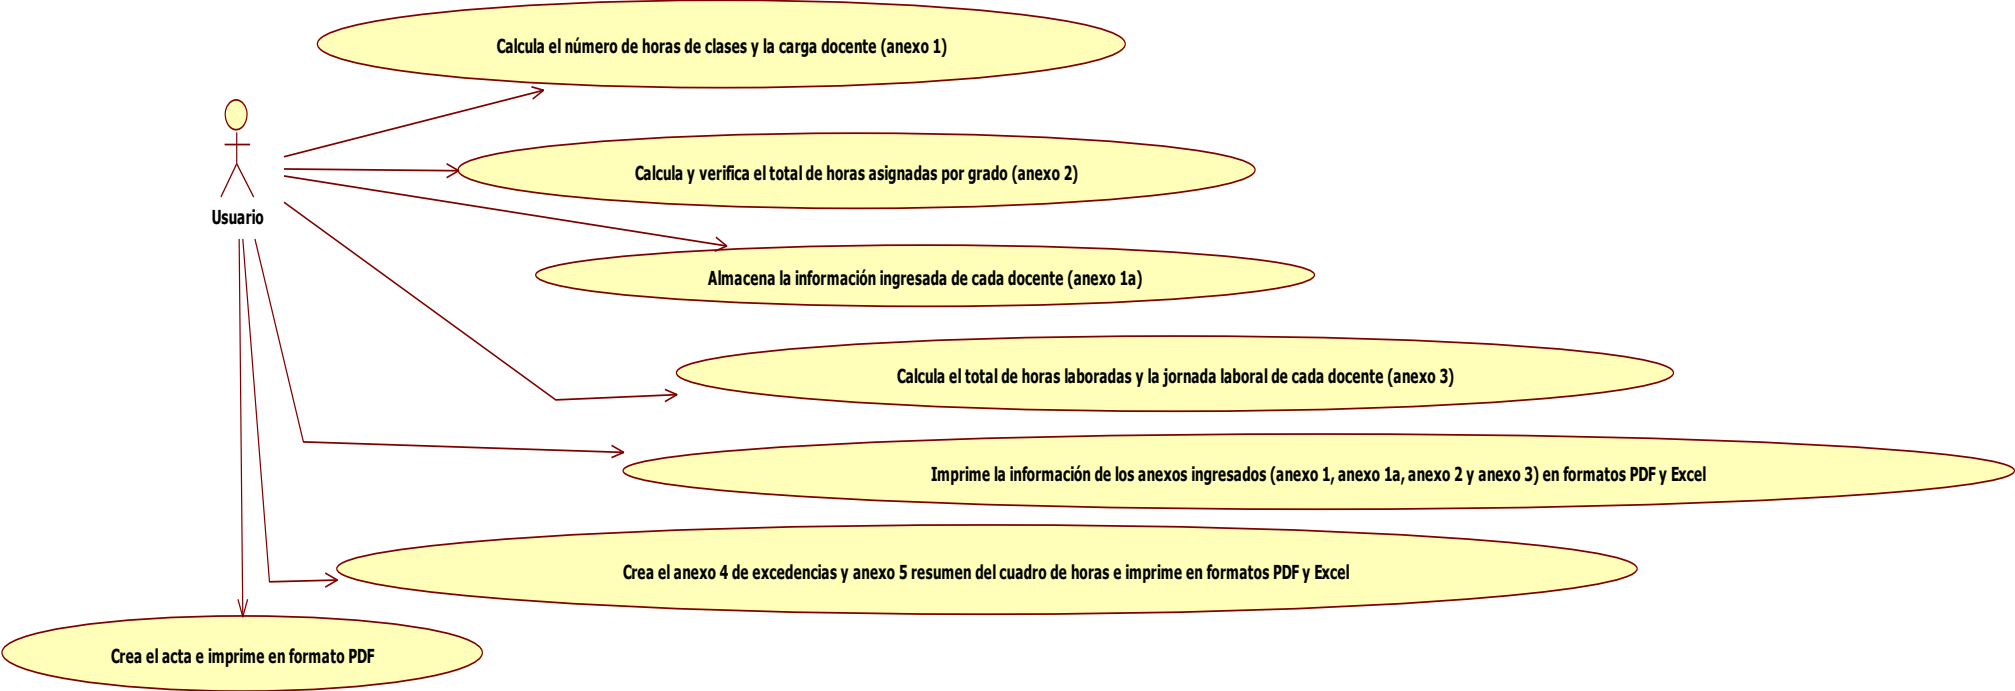 Calcula el número de horas de clases y la carga docente (anexo 1)
Calcula y verifica el total de horas asignadas por grado (anexo 2)
Usuario
Almacena la información ingresada de cada docente (anexo 1a)
Calcula el total de horas laboradas y la jornada laboral de cada docente (anexo 3)
Imprime la información de los anexos ingresados (anexo 1, anexo 1a, anexo 2 y anexo 3) en formatos PDF y Excel
Crea el anexo 4 de excedencias y anexo 5 resumen del cuadro de horas e imprime en formatos PDF y Excel
Crea el acta e imprime en formato PDF